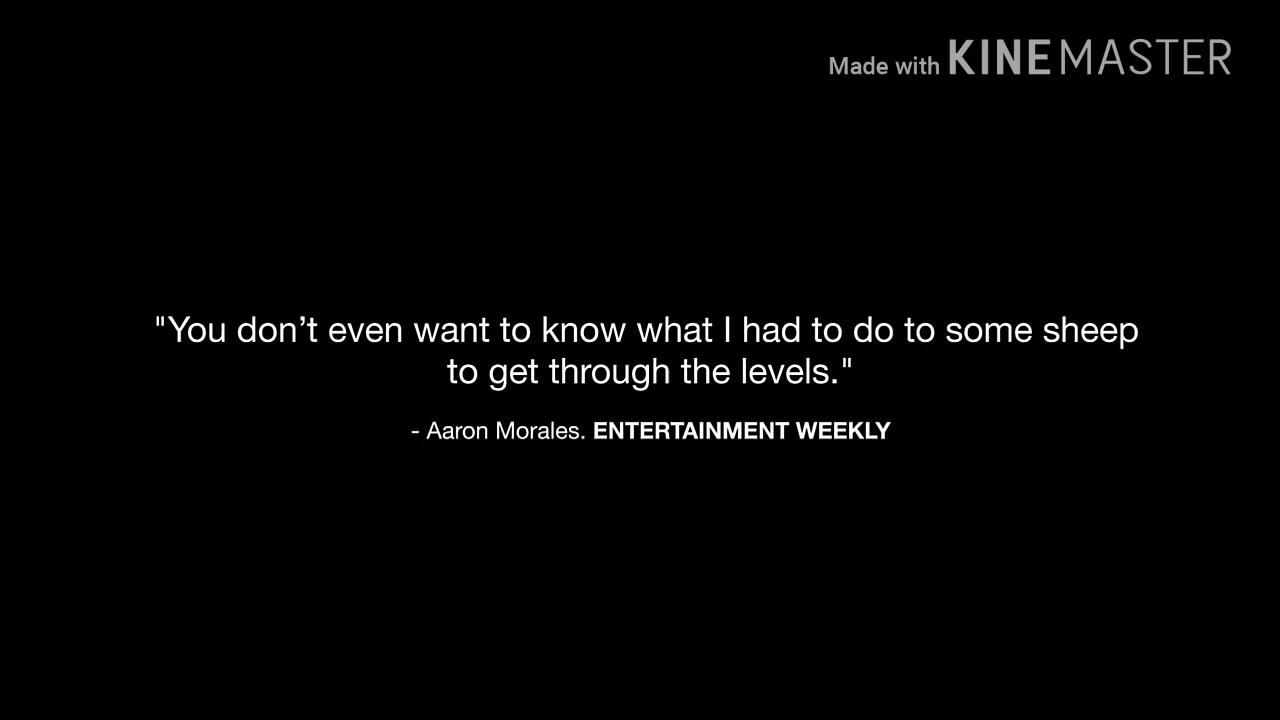 Made with KINEMASTER
"You don’t even want to know what I had to do to some sheep
to get through the levels."
- Aaron Morales. ENTERTAINMENT WEEKLY